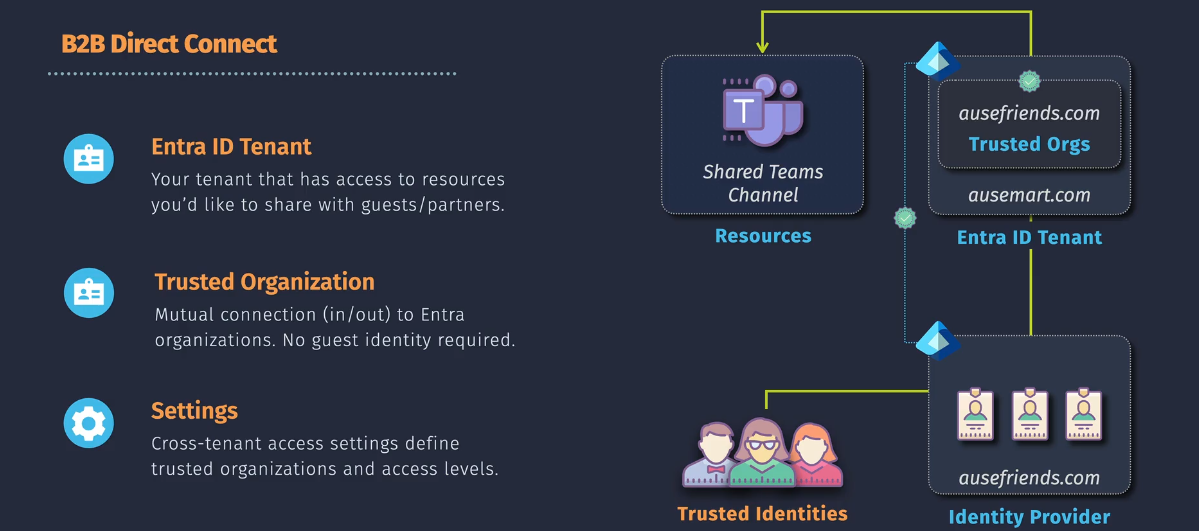 B2B Direct Connect
Entra ID Tenant
Your tenant that has access to resources
you'd like to share with guests/partners.
Trusted Organization
Mutual connection (in/out) to Entra
organizations. No guest identity required.
Settings
Cross-tenant access settings define
trusted organizations and access levels.
T
Shared Teams
Channel
Resources
ausefriends.com
Trusted Orgs
ausemart.com
Entra ID Tenant
Trusted Identities
ausefriends.com
Identity Provider